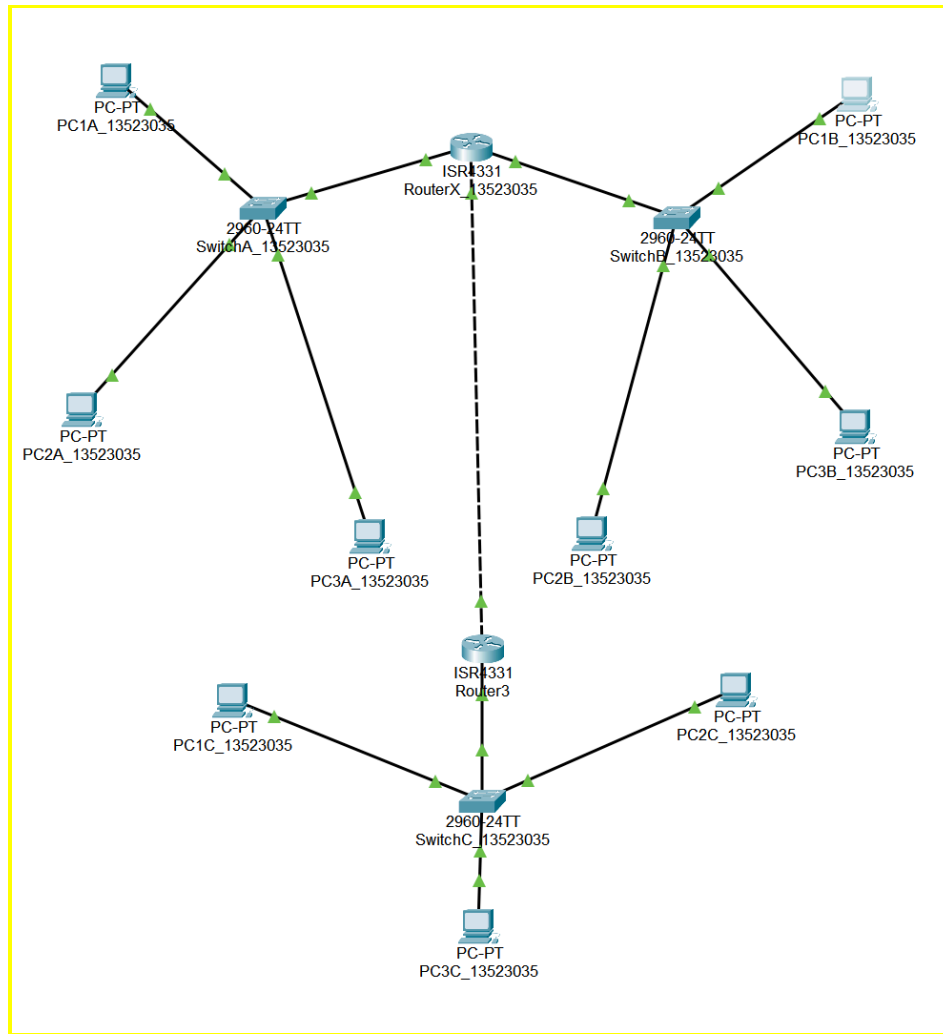 PC-PT
PC1A_13523035
PC-PT
PC1B_13523035
ISR4331
RouterX_13523035
2960-24TT
SwitchA_13523035
2960-24TT
SwitchB_13523035
PC-PT
PC2A_13523035
PC-PT
PC3B_13523035
PC-PT
PC3A_13523035
PC-PT
PC2B_13523035
ISR4331
Router3
PC-PT
PC1C_13523035
PC-PT
PC2C_13523035
2960-24TT
SwitchC_13523035
PC-PT
PC3C_13523035